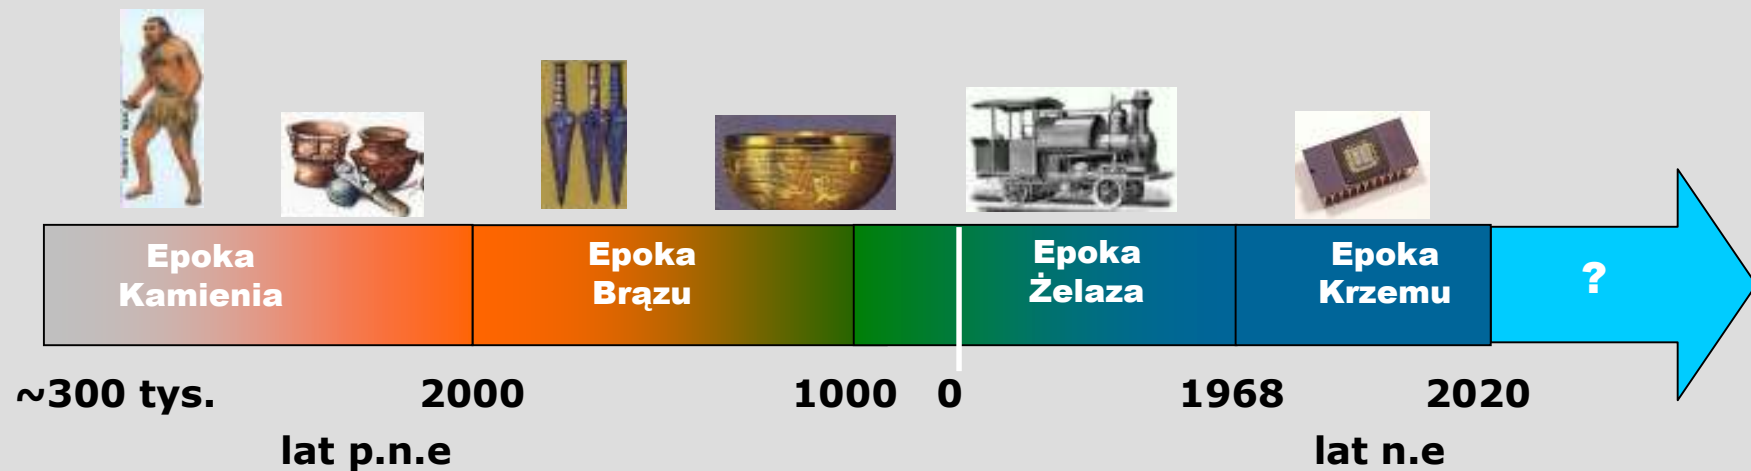 Epoka
Kamienia
Epoka
Brązu
Epoka
Żelaza
Epoka
Krzemu
?
~300 tys.
2000
1000
0
1968
2020
lat p.n.e
lat n.e